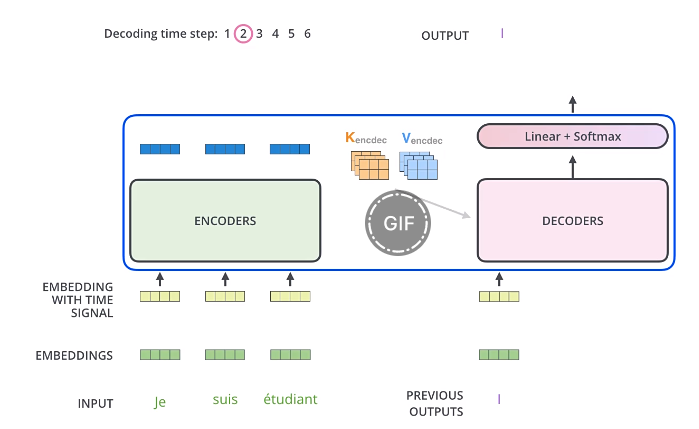 Decoding time step: 1 2 3 4 5 6
OUTPUT I
Linear + Softmax
Kencdec Vencdec
ENCODERS
GIF
DECODERS
EMBEDDING
WITH TIME
SIGNAL
EMBEDDINGS
INPUT Je suis étudiant
PREVIOUS
OUTPUTS I